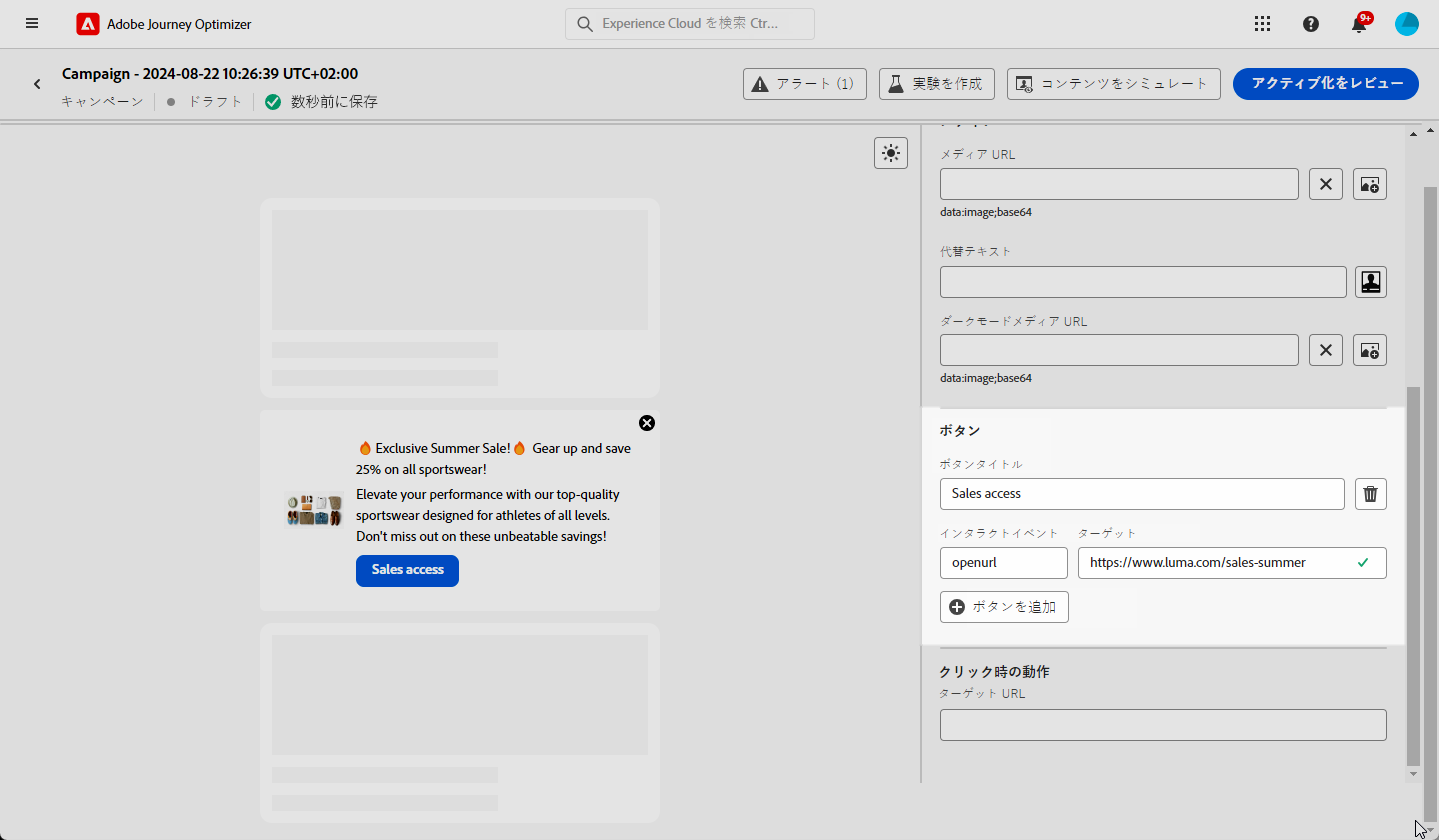 Adobe Journey Optimizer
Experience Cloud を検索 Ctr...
9+
Campaign - 2024-08-22 10:26:39 UTC+02:00
キャンペーン
ドラフト
数秒前に保存
アラート (1)
実験を作成
コンテンツをシミュレート
アクティブ化をレビュー
🔥 Exclusive Summer Sale! 🔥 Gear up and save
25% on all sportswear!
Elevate your performance with our top-quality
sportswear designed for athletes of all levels.
Don't miss out on these unbeatable savings!
Sales access
メディア URL
data:image;base64
代替テキスト
ダークモードメディア URL
data:image;base64
ボタン
ボタンタイトル
Sales access
インタラクトイベント ターゲット
openurl https://www.luma.com/sales-summer
ボタンを追加
クリック時の動作
ターゲット URL